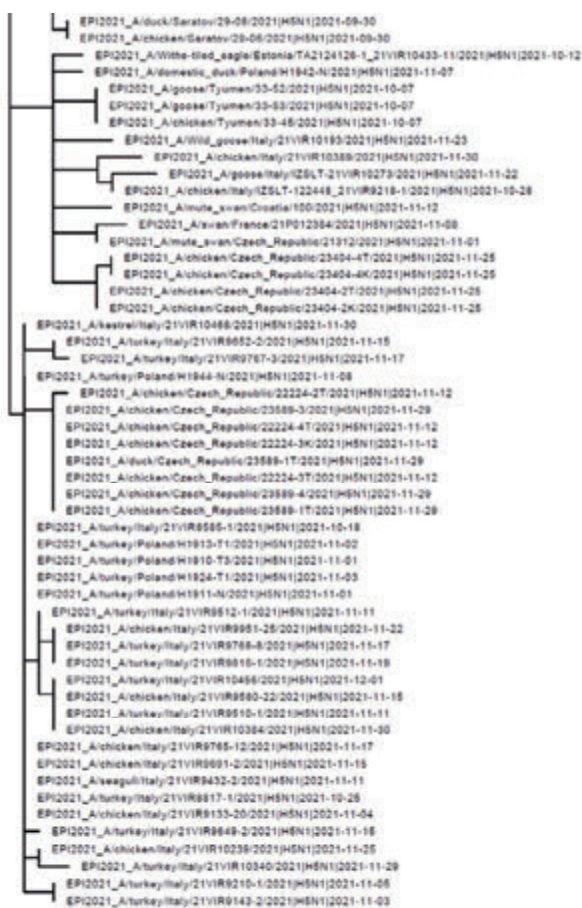 EPI2021_A/duck/Saratov/29-08/2021|H5N1|2021-09-30
EPI2021_A/chicken/Saratov/29-06/2021|H5N1|2021-09-30
EPI2021_A/White-tiled_eagle/Estonia/TA2124126-1_21VIR10433-11/2021|H5N1|2021-10-12
EPI2021_A/domestic_duck/Poland/H1942-N/2021|H5N1|2021-11-07
EPI2021_A/goose/Tyumen/33-52/2021|H5N1|2021-10-07
EPI2021_A/goose/Tyumen/33-53/2021|H5N1|2021-10-07
EPI2021_A/chicken/Tyumen/33-45/2021|H5N1|2021-10-07
EPI2021_A/Wild_goose/Italy/21VIR10193/2021|H5N1|2021-11-23
EPI2021_A/chicken/Italy/21VIR10389/2021|H5N1|2021-11-30
EPI2021_A/goose/Italy/IZSLT-21VIR10273/2021|H5N1|2021-11-22
EPI2021_A/chicken/Italy/IZSLT-122448_21VIR9218-1/2021|H5N1|2021-10-28
EPI2021_A/mute_swan/Croatia/100/2021|H5N1|2021-11-12
EPI2021_A/swan/France/21P012384/2021|H5N1|2021-11-08
EPI2021_A/mute_swan/Czech_Republic/21312/2021|H5N1|2021-11-01
EPI2021_A/chicken/Czech_Republic/23404-4T/2021|H5N1|2021-11-25
EPI2021_A/chicken/Czech_Republic/23404-4K/2021|H5N1|2021-11-25
EPI2021_A/chicken/Czech_Republic/23404-2T/2021|H5N1|2021-11-25
EPI2021_A/chicken/Czech_Republic/23404-2K/2021|H5N1|2021-11-25
EPI2021_A/kestrel/Italy/21VIR10468/2021|H5N1|2021-11-30
EPI2021_A/turkey/Italy/21VIR9652-2/2021|H5N1|2021-11-15
EPI2021_A/turkey/Italy/21VIR9767-3/2021|H5N1|2021-11-17
EPI2021_A/turkey/Poland/H1944-N/2021|H5N1|2021-11-08
EPI2021_A/chicken/Czech_Republic/22224-2T/2021|H5N1|2021-11-12
EPI2021_A/chicken/Czech_Republic/23589-3/2021|H5N1|2021-11-29
EPI2021_A/chicken/Czech_Republic/22224-4T/2021|H5N1|2021-11-12
EPI2021_A/chicken/Czech_Republic/22224-3K/2021|H5N1|2021-11-12
EPI2021_A/duck/Czech_Republic/23589-1T/2021|H5N1|2021-11-29
EPI2021_A/chicken/Czech_Republic/22224-3T/2021|H5N1|2021-11-12
EPI2021_A/chicken/Czech_Republic/23589-4/2021|H5N1|2021-11-29
EPI2021_A/chicken/Czech_Republic/23589-1T/2021|H5N1|2021-11-29
EPI2021_A/turkey/Italy/21VIR8585-1/2021|H5N1|2021-10-18
EPI2021_A/turkey/Poland/H1913-T1/2021|H5N1|2021-11-02
EPI2021_A/turkey/Poland/H1910-T3/2021|H5N1|2021-11-01
EPI2021_A/turkey/Poland/H1924-T1/2021|H5N1|2021-11-03
EPI2021_A/turkey/Poland/H1911-N/2021|H5N1|2021-11-01
EPI2021_A/turkey/Italy/21VIR9512-1/2021|H5N1|2021-11-11
EPI2021_A/chicken/Italy/21VIR9951-25/2021|H5N1|2021-11-22
EPI2021_A/turkey/Italy/21VIR9768-8/2021|H5N1|2021-11-17
EPI2021_A/turkey/Italy/21VIR9816-1/2021|H5N1|2021-11-19
EPI2021_A/turkey/Italy/21VIR10456/2021|H5N1|2021-12-01
EPI2021_A/chicken/Italy/21VIR9580-22/2021|H5N1|2021-11-15
EPI2021_A/turkey/Italy/21VIR9510-1/2021|H5N1|2021-11-11
EPI2021_A/chicken/Italy/21VIR10384/2021|H5N1|2021-11-30
EPI2021_A/chicken/Italy/21VIR9765-12/2021|H5N1|2021-11-17
EPI2021_A/chicken/Italy/21VIR9691-2/2021|H5N1|2021-11-15
EPI2021_A/seagull/Italy/21VIR9432-2/2021|H5N1|2021-11-11
EPI2021_A/turkey/Italy/21VIR8817-1/2021|H5N1|2021-10-25
EPI2021_A/chicken/Italy/21VIR9133-20/2021|H5N1|2021-11-04
EPI2021_A/turkey/Italy/21VIR9649-2/2021|H5N1|2021-11-15
EPI2021_A/chicken/Italy/21VIR10239/2021|H5N1|2021-11-25
EPI2021_A/turkey/Italy/21VIR10340/2021|H5N1|2021-11-29
EPI2021_A/turkey/Italy/21VIR9210-1/2021|H5N1|2021-11-05
EPI2021_A/turkey/Italy/21VIR9143-2/2021|H5N1|2021-11-03